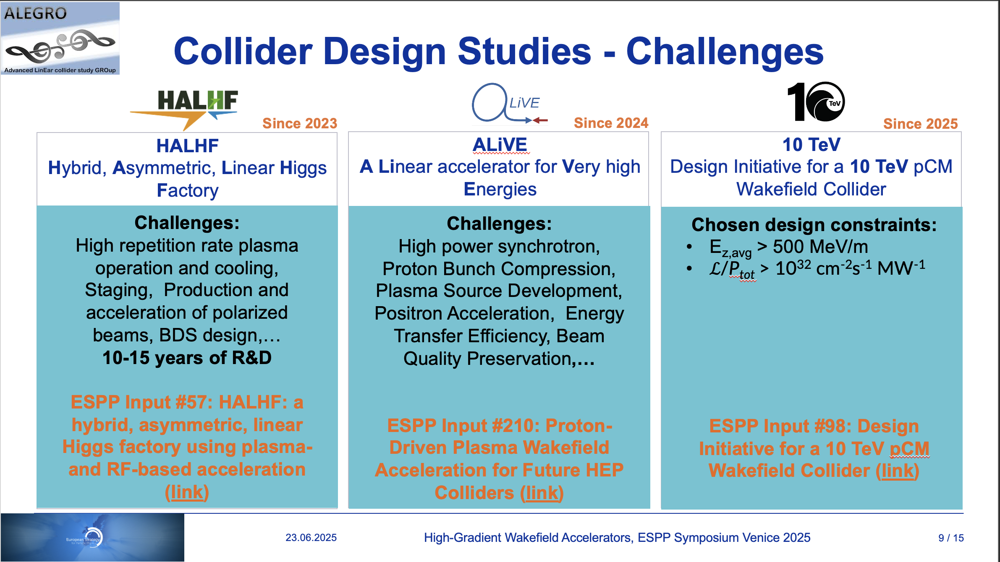 ALEGRO
Advanced LinEar collider study GROup
Collider Design Studies - Challenges
HALHF
Since 2023
LiVE
Since 2024
10
TeV
Since 2025
HALHF
Hybrid, Asymmetric, Linear Higgs
Factory
Challenges:
High repetition rate plasma
operation and cooling,
Staging, Production and
acceleration of polarized
beams, BDS design,…
10-15 years of R&D
ESPP Input #57: HALHF: a
hybrid, asymmetric, linear
Higgs factory using plasma-
and RF-based acceleration
(link)
ALiVE
A Linear accelerator for Very high
Energies
Challenges:
High power synchrotron,
Proton Bunch Compression,
Plasma Source Development,
Positron Acceleration, Energy
Transfer Efficiency, Beam
Quality Preservation,…
ESPP Input #210: Proton-
Driven Plasma Wakefield
Acceleration for Future HEP
Colliders (link)
10 TeV
Design Initiative for a 10 TeV pCM
Wakefield Collider
Chosen design constraints:
• E_z,avg > 500 MeV/m
• ℒ/P_tot > 10³² cm⁻²s⁻¹ MW⁻¹
ESPP Input #98: Design
Initiative for a 10 TeV pCM
Wakefield Collider (link)
European Strategy
for Particle Physics
23.06.2025
High-Gradient Wakefield Accelerators, ESPP Symposium Venice 2025
9 / 15